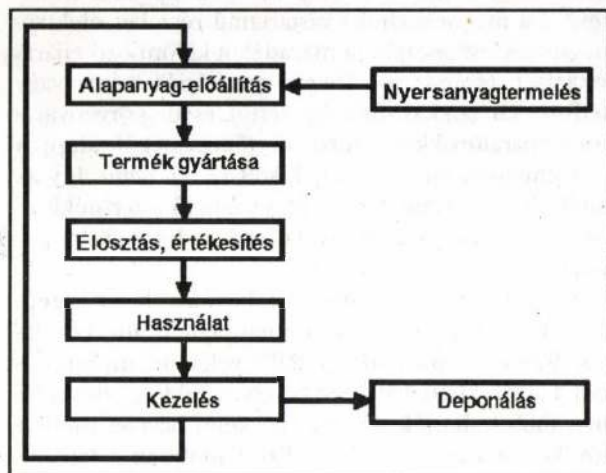 Alapanyag-előállítás
Nyersanyagtermelés
Termék gyártása
Elosztás, értékesítés
Használat
Kezelés
Deponálás